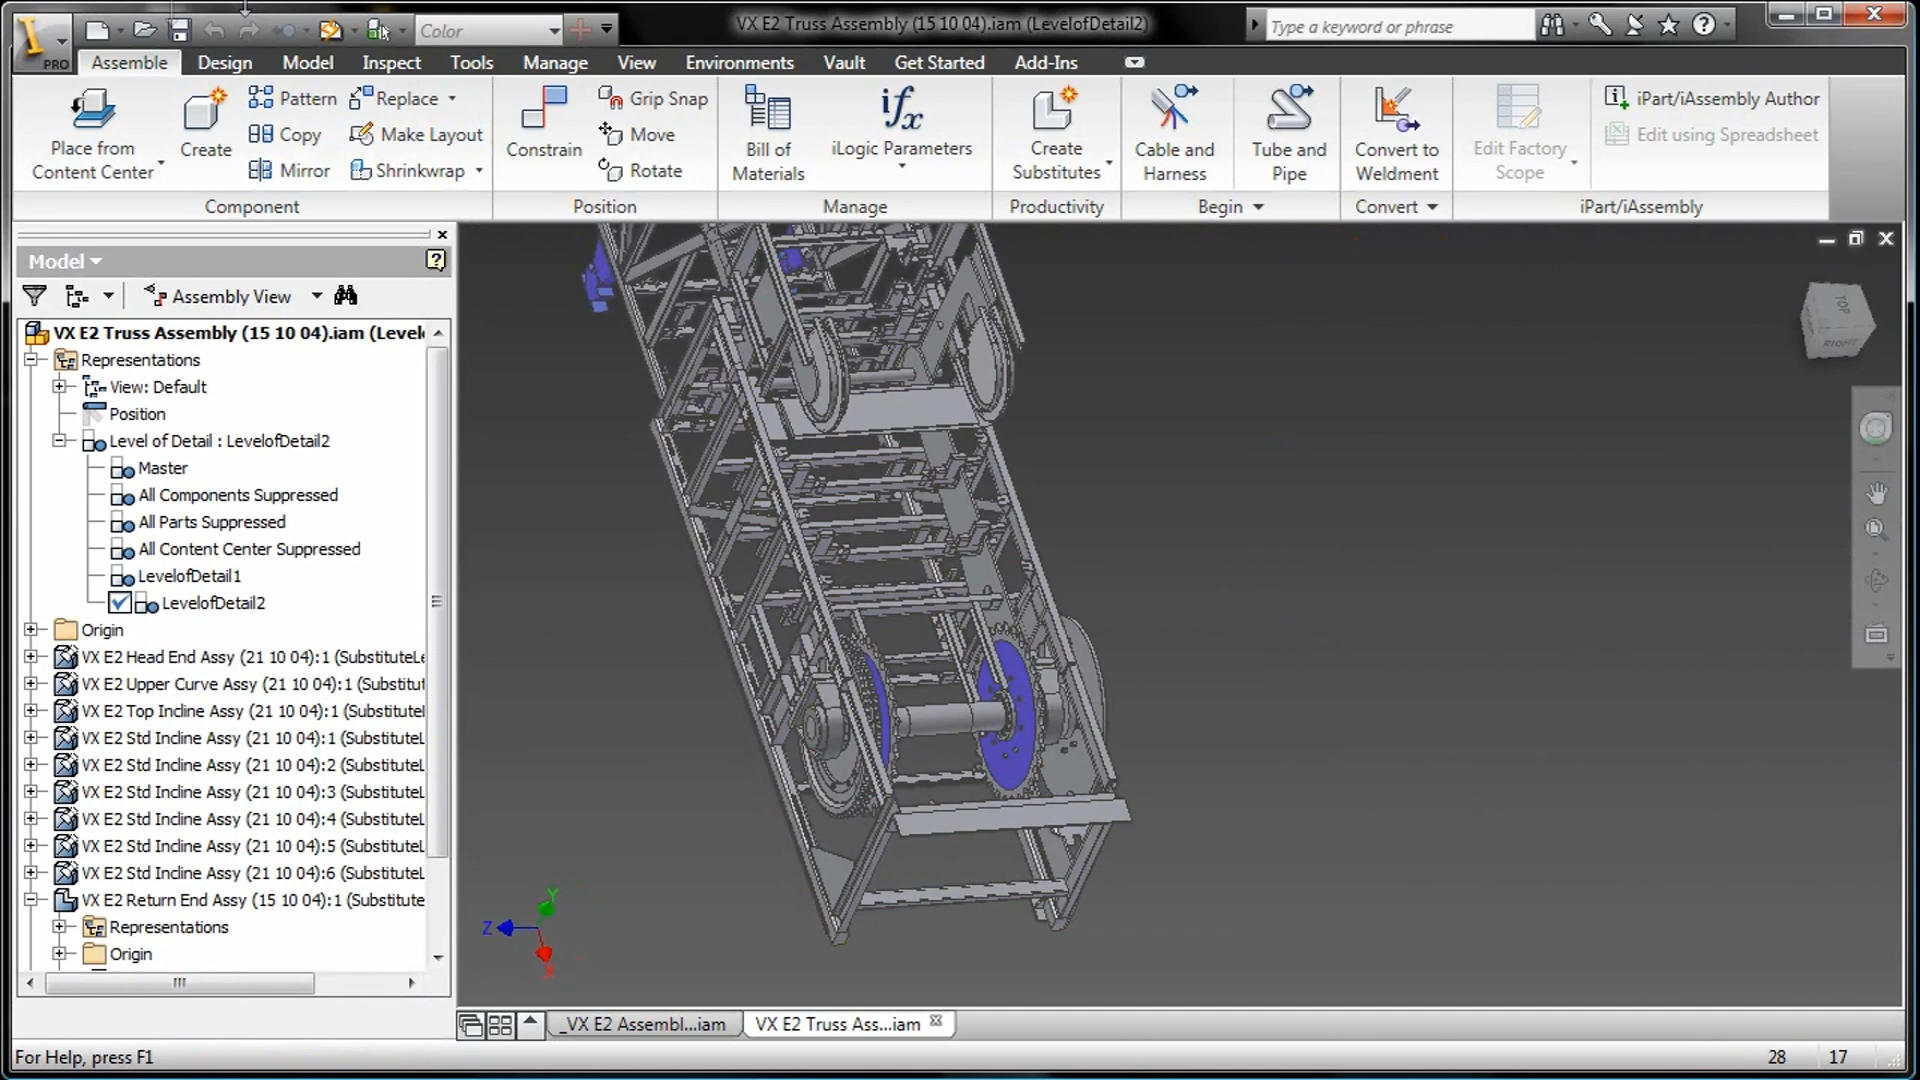 PRO
Color
VX E2 Truss Assembly (15 10 04).iam (LevelofDetail2)
Type a keyword or phrase
Assemble Design Model Inspect Tools Manage View Environments Vault Get Started Add-Ins
Place from
Content Center
Create
Pattern
Copy
Mirror
Replace
Make Layout
Shrinkwrap
Component
Constrain
Grip Snap
Move
Rotate
Position
Bill of
Materials
iLogic Parameters
Manage
Create
Substitutes
Productivity
Cable and
Harness
Tube and
Pipe
Begin
Convert to
Weldment
Convert
Edit Factory
Scope
iPart/iAssembly Author
Edit using Spreadsheet
iPart/iAssembly
Model
Assembly View
VX E2 Truss Assembly (15 10 04).iam (Level
Representations
View: Default
Position
Level of Detail : LevelofDetail2
Master
All Components Suppressed
All Parts Suppressed
All Content Center Suppressed
LevelofDetail1
LevelofDetail2
Origin
VX E2 Head End Assy (21 10 04):1 (SubstituteLe
VX E2 Upper Curve Assy (21 10 04):1 (Substitut
VX E2 Top Incline Assy (21 10 04):1 (Substitutel
VX E2 Std Incline Assy (21 10 04):1 (SubstituteL
VX E2 Std Incline Assy (21 10 04):2 (SubstituteL
VX E2 Std Incline Assy (21 10 04):3 (SubstituteL
VX E2 Std Incline Assy (21 10 04):4 (SubstituteL
VX E2 Std Incline Assy (21 10 04):5 (SubstituteL
VX E2 Std Incline Assy (21 10 04):6 (SubstituteL
VX E2 Return End Assy (15 10 04):1 (Substitute
Representations
Origin
TOP
RIGHT
Y
Z
X
_VX E2 Assembl...iam
VX E2 Truss Ass...iam
For Help, press F1
28 17